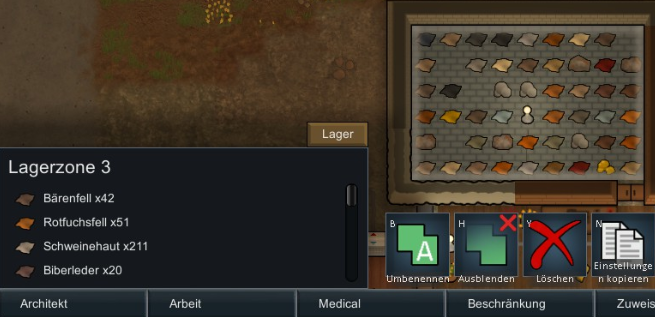 Lager
Lagerzone 3
Bärenfell x42
Rotfuchsfell x51
Schweinehaut x211
Biberleder x20
B
A
Umbenennen
H
Ausblenden
Y
Löschen
N
Einstellunge
n kopieren
Architekt
Arbeit
Medical
Beschränkung
Zuweis